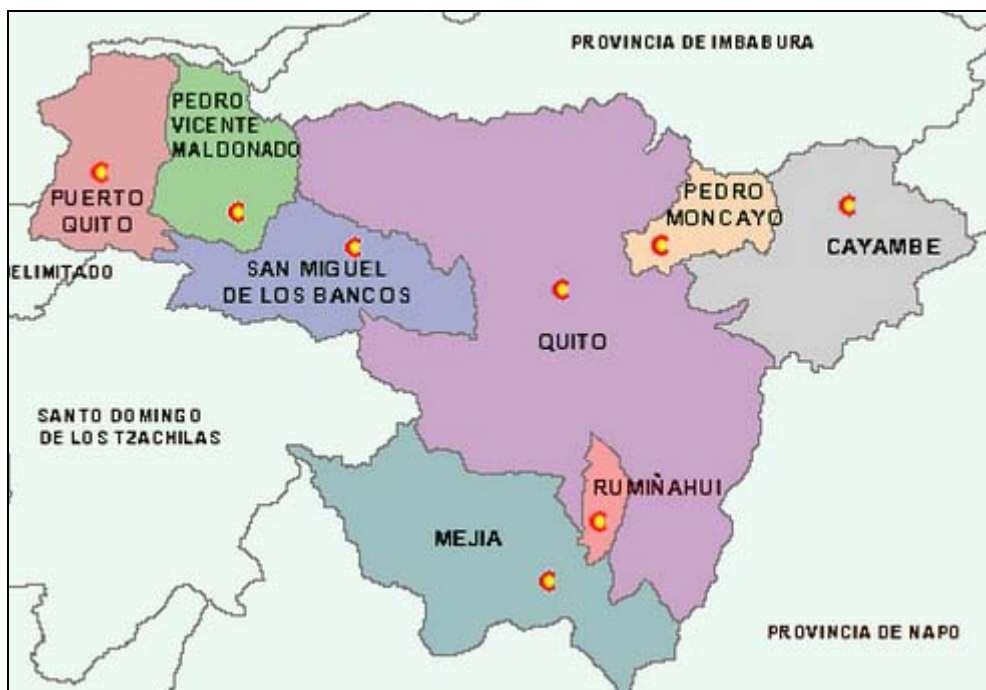 PROVINCIA DE IMBABURA
PEDRO
VICENTE
MALDONADO
PUERTO
QUITO
PEDRO
MONCAYO
CAYAMBE
ELIMITADO
SAN MIGUEL
DE LOS BANCOS
QUITO
SANTO DOMINGO
DE LOS TZACHILAS
RUMIÑAHUI
MEJIA
PROVINCIA DE NAPO